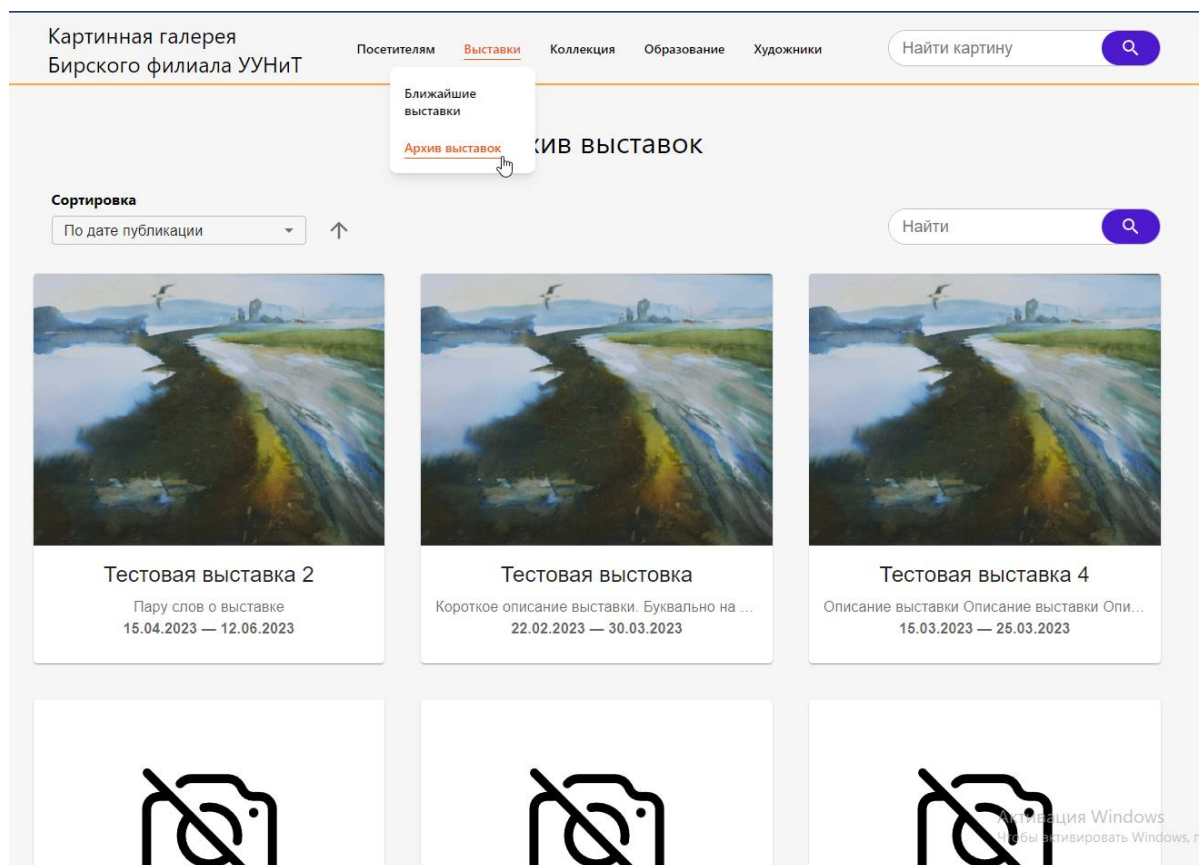 Картинная галерея
Бирского филиала УУНиТ
Посетителям Выставки Коллекция Образование Художники
Найти картину
Ближайшие
выставки
Архив выставок
хив выставок
Сортировка
По дате публикации
Найти
Тестовая выставка 2
Пару слов о выставке
15.04.2023 — 12.06.2023
Тестовая выстовка
Короткое описание выставки. Буквально на ...
22.02.2023 — 30.03.2023
Тестовая выставка 4
Описание выставки Описание выставки Опи...
15.03.2023 — 25.03.2023
Активация Windows
Чтобы активировать Windows,